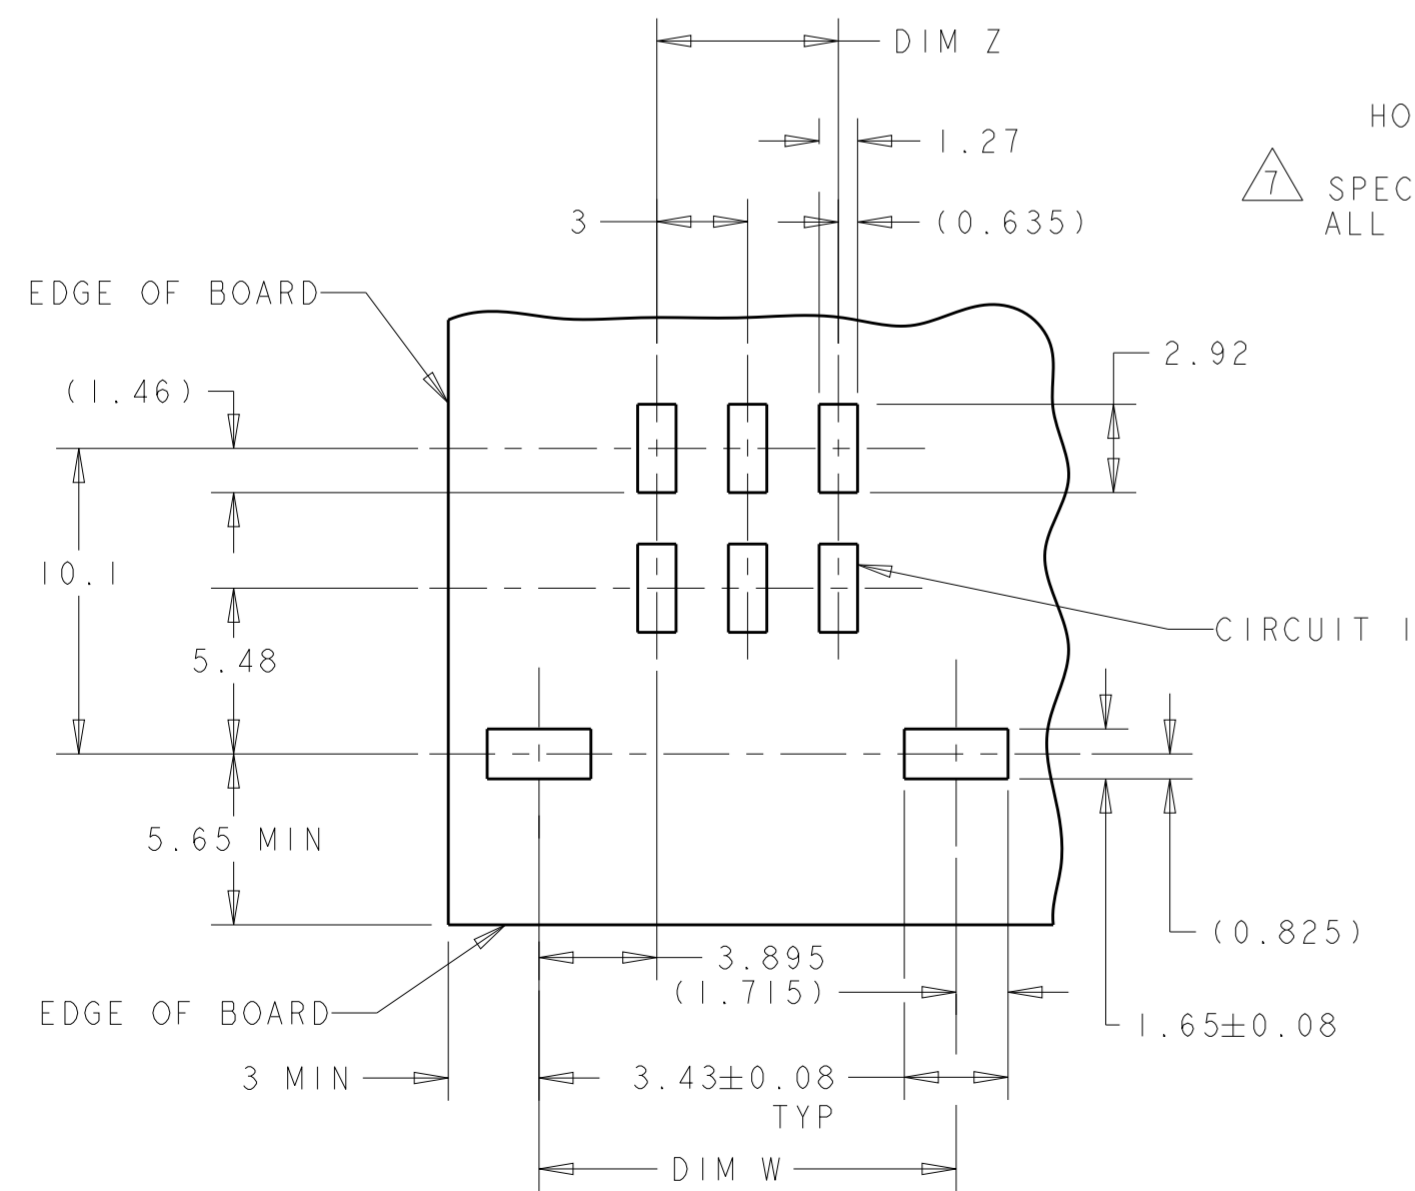 DIM Z
HO
1.27
7
SPEC
ALL
3
(0.635)
EDGE OF BOARD
2.92
(1.46)
10.1
CIRCUIT 1
5.48
5.65 MIN
(0.825)
3.895
(1.715)
EDGE OF BOARD
1.65±0.08
3 MIN
3.43±0.08
TYP
DIM W